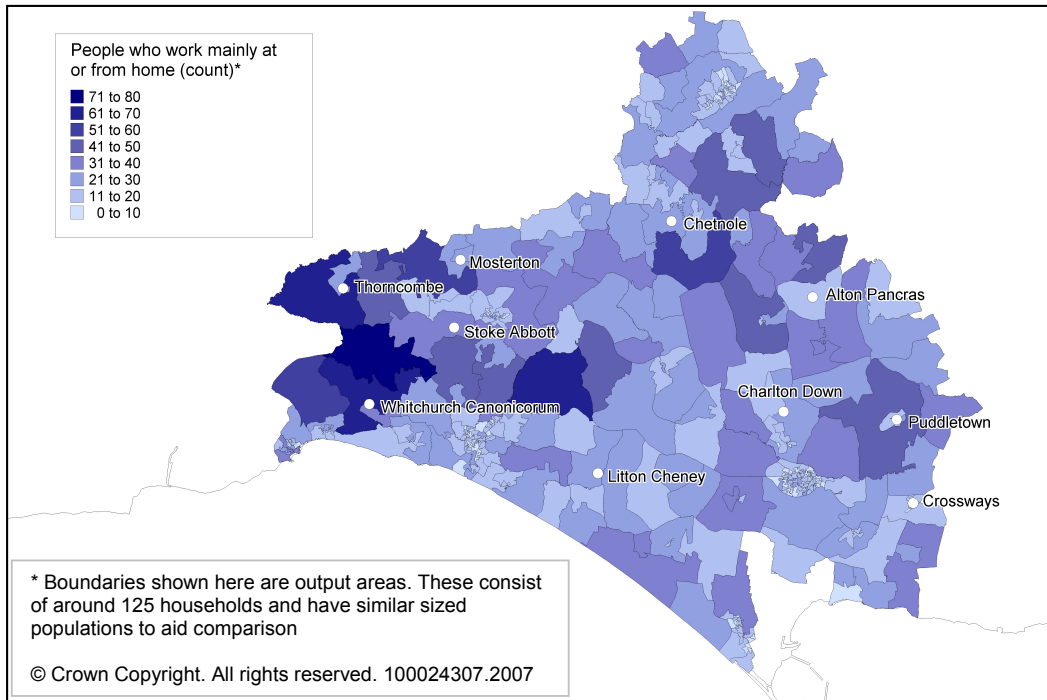 People who work mainly at
or from home (count)*
71 to 80
61 to 70
51 to 60
41 to 50
31 to 40
21 to 30
11 to 20
0 to 10
Chetnole
Mosterton
Thorncombe
Alton Pancras
Stoke Abbott
Charlton Down
Whitchurch Canonicorum
Puddletown
Litton Cheney
Crossways
* Boundaries shown here are output areas. These consist
of around 125 households and have similar sized
populations to aid comparison
© Crown Copyright. All rights reserved. 100024307.2007